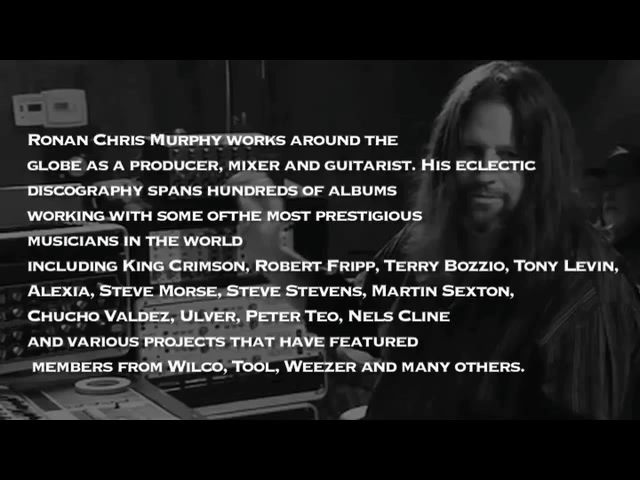 Ronan Chris Murphy works around the
globe as a producer, mixer and guitarist. His eclectic
discography spans hundreds of albums
working with some ofthe most prestigious
musicians in the world
including King Crimson, Robert Fripp, Terry Bozzio, Tony Levin,
Alexia, Steve Morse, Steve Stevens, Martin Sexton,
Chucho Valdez, Ulver, Peter Teo, Nels Cline
and various projects that have featured
members from Wilco, Tool, Weezer and many others.